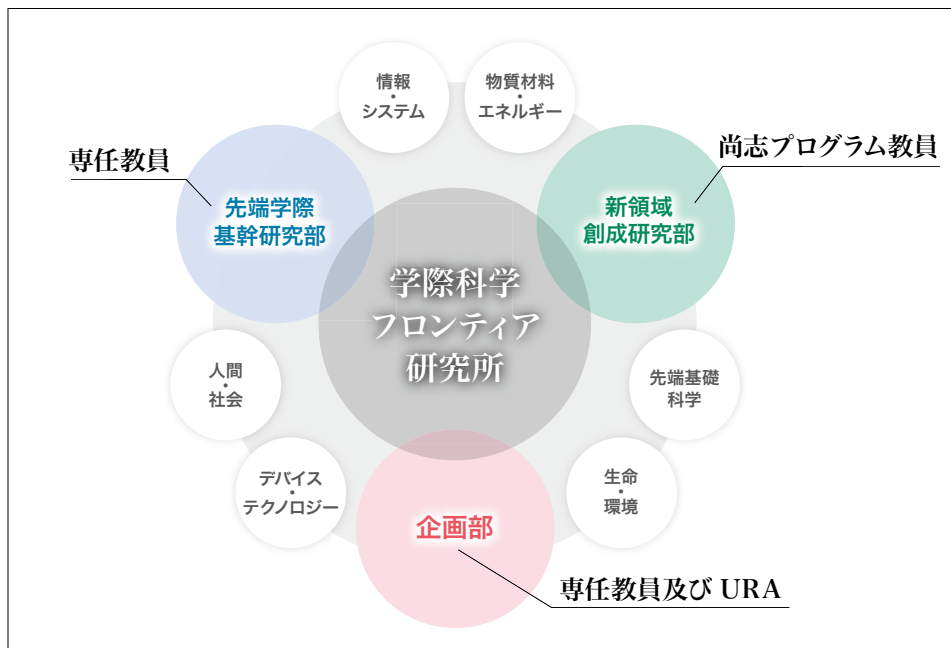 情報
・
システム
物質材料
・
エネルギー
専任教員
尚志プログラム教員
先端学際
基幹研究部
新領域
創成研究部
学際科学
フロンティア
研究所
人間
・
社会
先端基礎
科学
デバイス
・
テクノロジー
生命
・
環境
企画部
専任教員及び URA